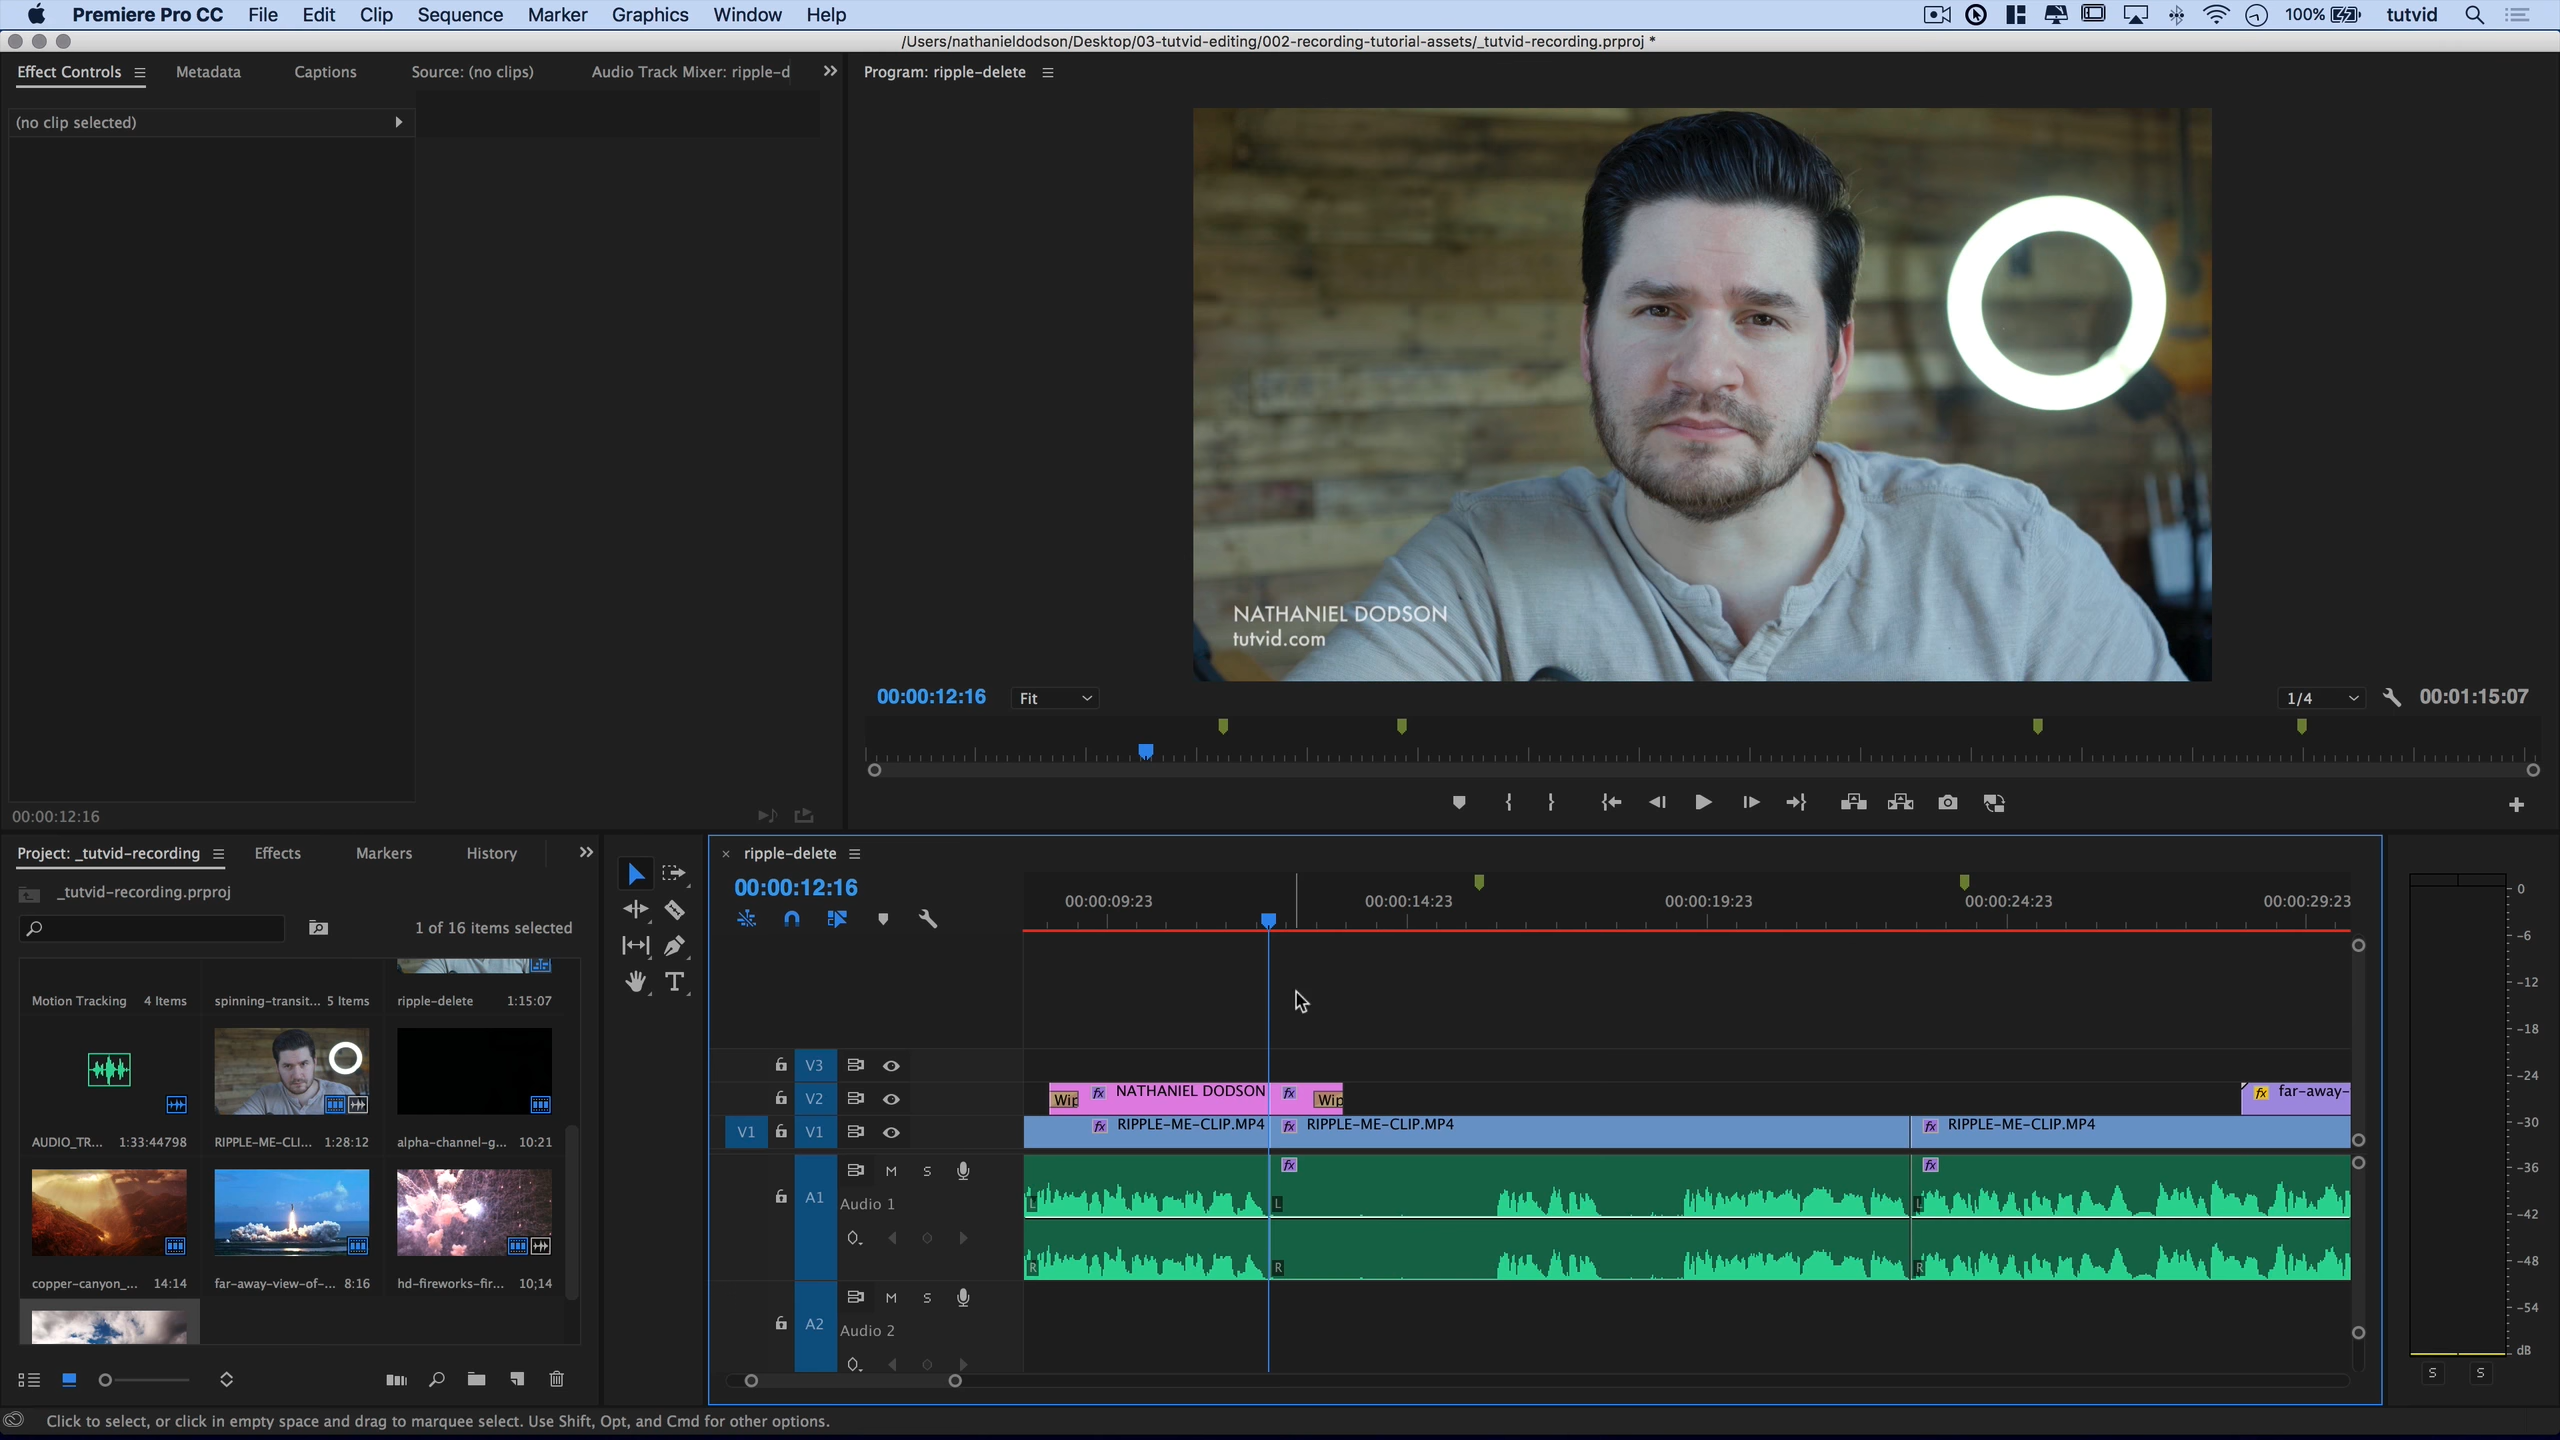 Premiere Pro CC File Edit Clip Sequence Marker Graphics Window Help 100% tutvid
/Users/nathanieldodson/Desktop/03-tutvid-editing/002-recording-tutorial-assets/_tutvid-recording.prproj *
Effect Controls Metadata Captions Source: (no clips) Audio Track Mixer: ripple-d
Program: ripple-delete
(no clip selected)
NATHANIEL DODSON
tutvid.com
00:00:12:16 Fit 1/4 00:01:15:07
00:00:12:16
Project: _tutvid-recording Effects Markers History
_tutvid-recording.prproj
1 of 16 items selected
Motion Tracking 4 Items spinning-transit... 5 Items ripple-delete 1:15:07
AUDIO_TR... 1:33:44798 RIPPLE-ME-CLI... 1:28:12 alpha-channel-g... 10:21
copper-canyon_... 14:14 far-away-view-of-... 8:16 hd-fireworks-fir... 10;14
T
ripple-delete
00:00:12:16
00:00:09:23 00:00:14:23 00:00:19:23 00:00:24:23 00:00:29:23
V3
V2 Wip fx NATHANIEL DODSON fx Wip fx far-away-
V1 V1 fx RIPPLE-ME-CLIP.MP4 fx RIPPLE-ME-CLIP.MP4 fx RIPPLE-ME-CLIP.MP4
A1 M S fx fx
Audio 1 L L L
R R R
A2 M S
Audio 2
0
-6
-12
-18
-24
-30
-36
-42
-48
-54
dB
S S
Click to select, or click in empty space and drag to marquee select. Use Shift, Opt, and Cmd for other options.